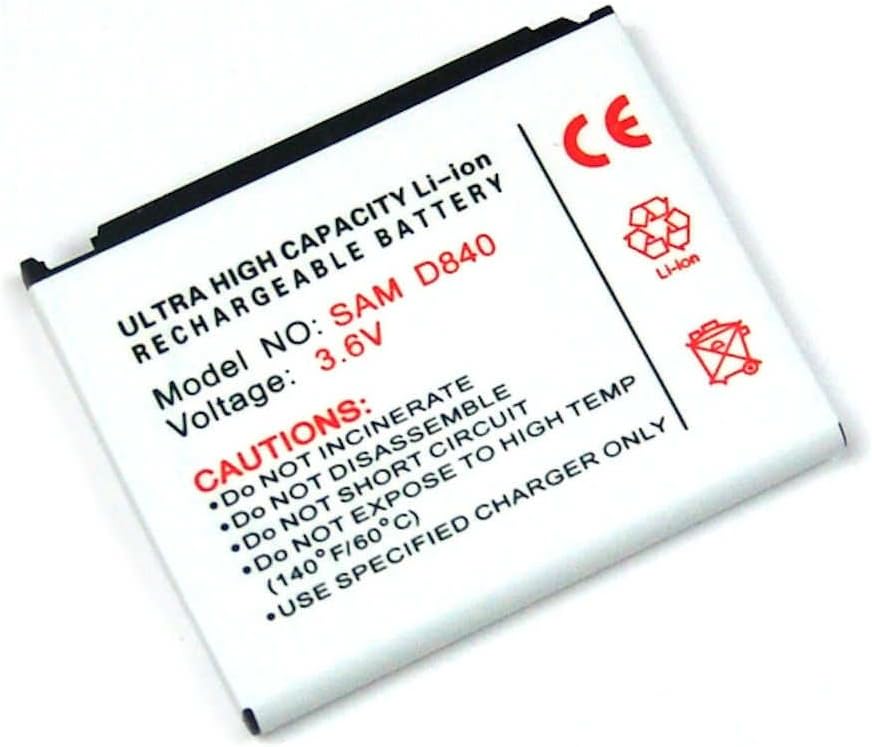 ULTRA HIGH CAPACITY Li-ion
RECHARGEABLE BATTERY
Model NO: SAM D840
Voltage: 3.6V
CAUTIONS:
•Do NOT INCINERATE
•Do NOT DISASSEMBLE
•Do NOT SHORT CIRCUIT
•Do NOT EXPOSE TO HIGH TEMP
(140°F/60°C)
•USE SPECIFIED CHARGER ONLY
CE
Li-ion